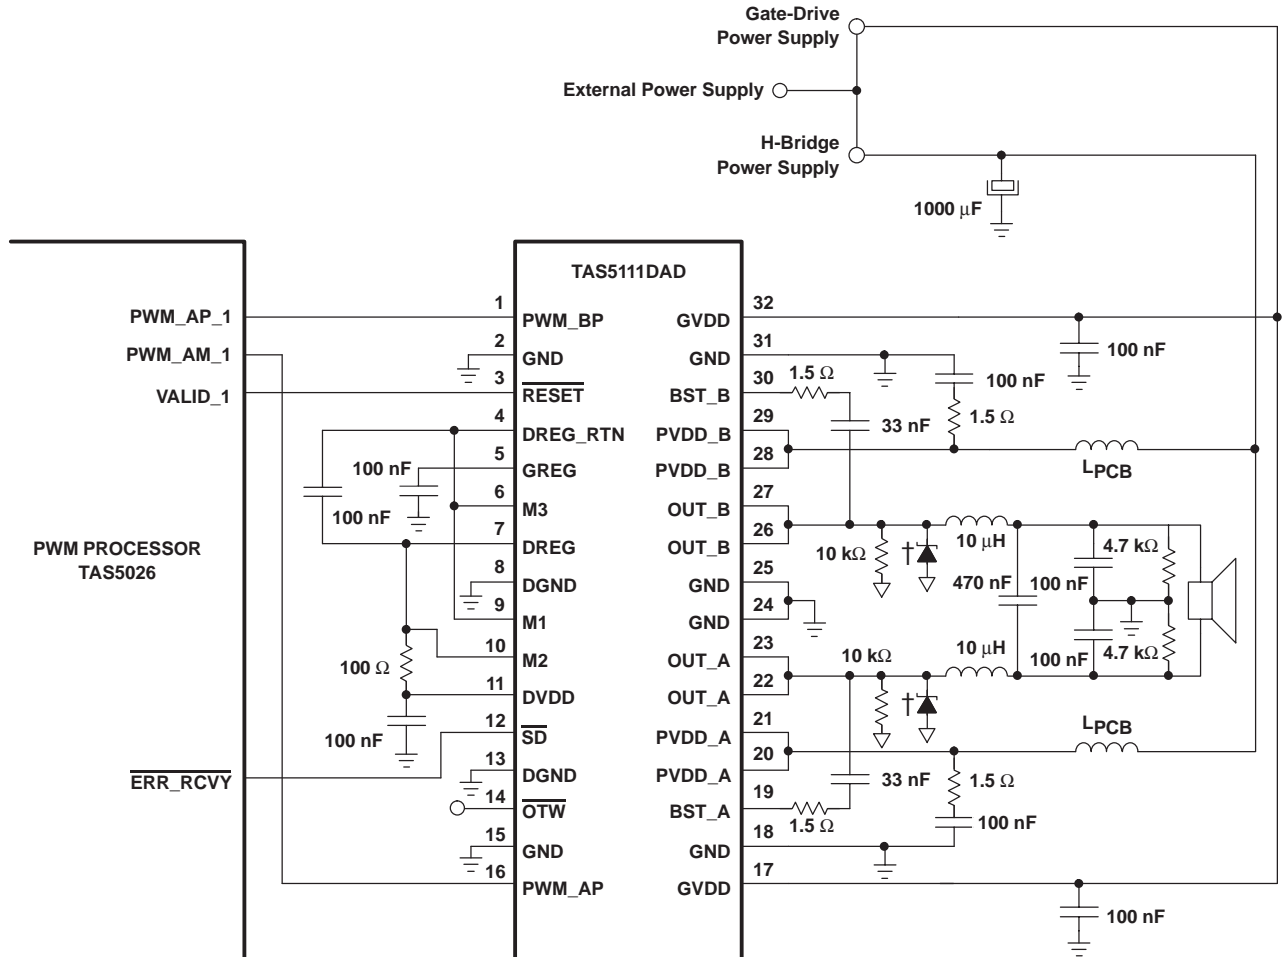 Gate-Drive
Power Supply
External Power Supply
H-Bridge
Power Supply
1000 μF
TAS5111DAD
PWM_AP_1
PWM_AM_1
VALID_1
PWM PROCESSOR
TAS5026
ERR_RCVY
1
PWM_BP
2
GND
3
RESET
4
DREG_RTN
5
GREG
6
M3
7
DREG
8
DGND
9
M1
10
M2
11
DVDD
12
SD
13
DGND
14
OTW
15
GND
16
PWM_AP
100 nF
100 nF
100 Ω
100 nF
32
GVDD
31
GND
30
BST_B
29
PVDD_B
28
PVDD_B
27
OUT_B
26
OUT_B
25
GND
24
GND
23
OUT_A
22
OUT_A
21
PVDD_A
20
PVDD_A
19
BST_A
18
GND
17
GVDD
100 nF
1.5 Ω
100 nF
33 nF
1.5 Ω
LPCB
10 kΩ
†
10 μH
4.7 kΩ
470 nF
100 nF
10 kΩ
†
10 μH
100 nF
4.7 kΩ
LPCB
33 nF
1.5 Ω
1.5 Ω
100 nF
100 nF